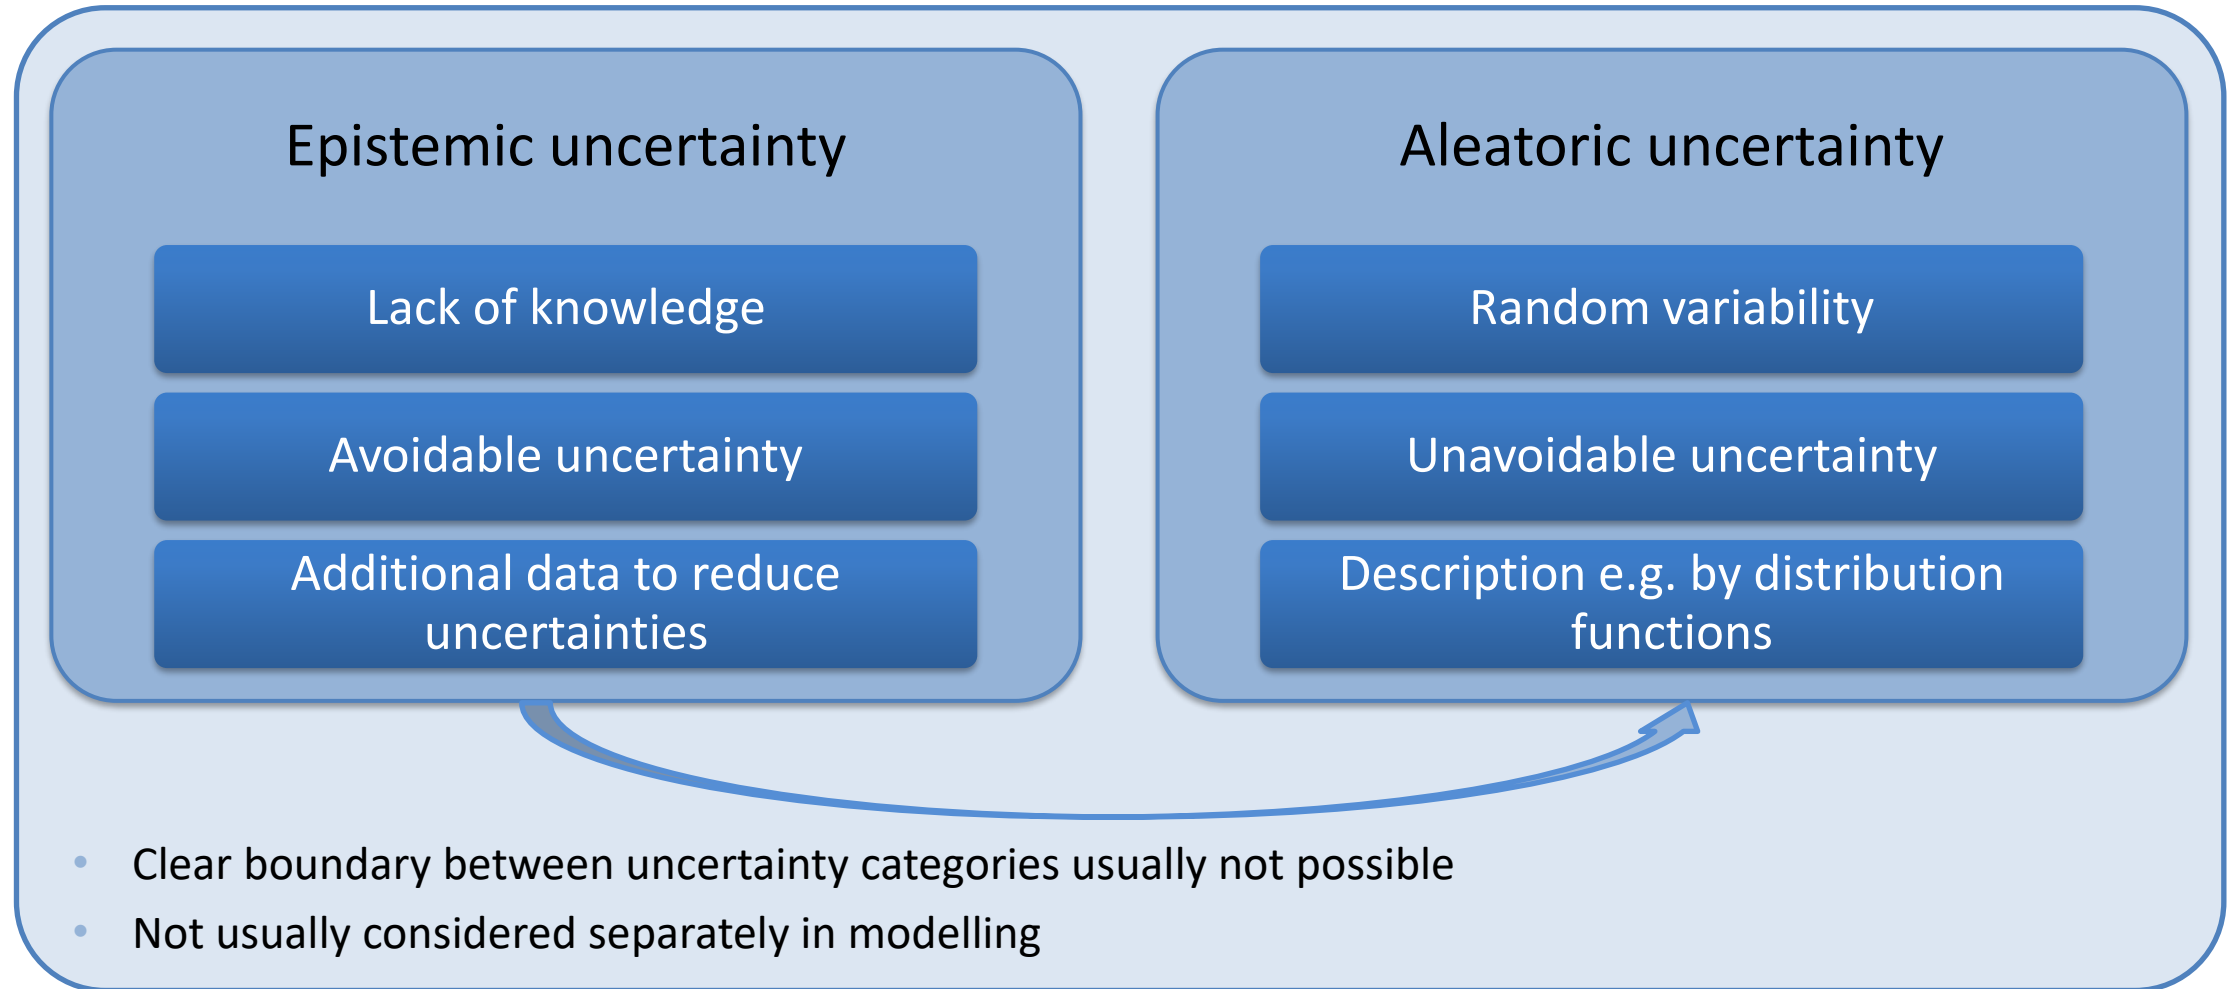 Epistemic uncertainty
Lack of knowledge
Avoidable uncertainty
Additional data to reduce
uncertainties
Aleatoric uncertainty
Random variability
Unavoidable uncertainty
Description e.g. by distribution
functions
• Clear boundary between uncertainty categories usually not possible
• Not usually considered separately in modelling